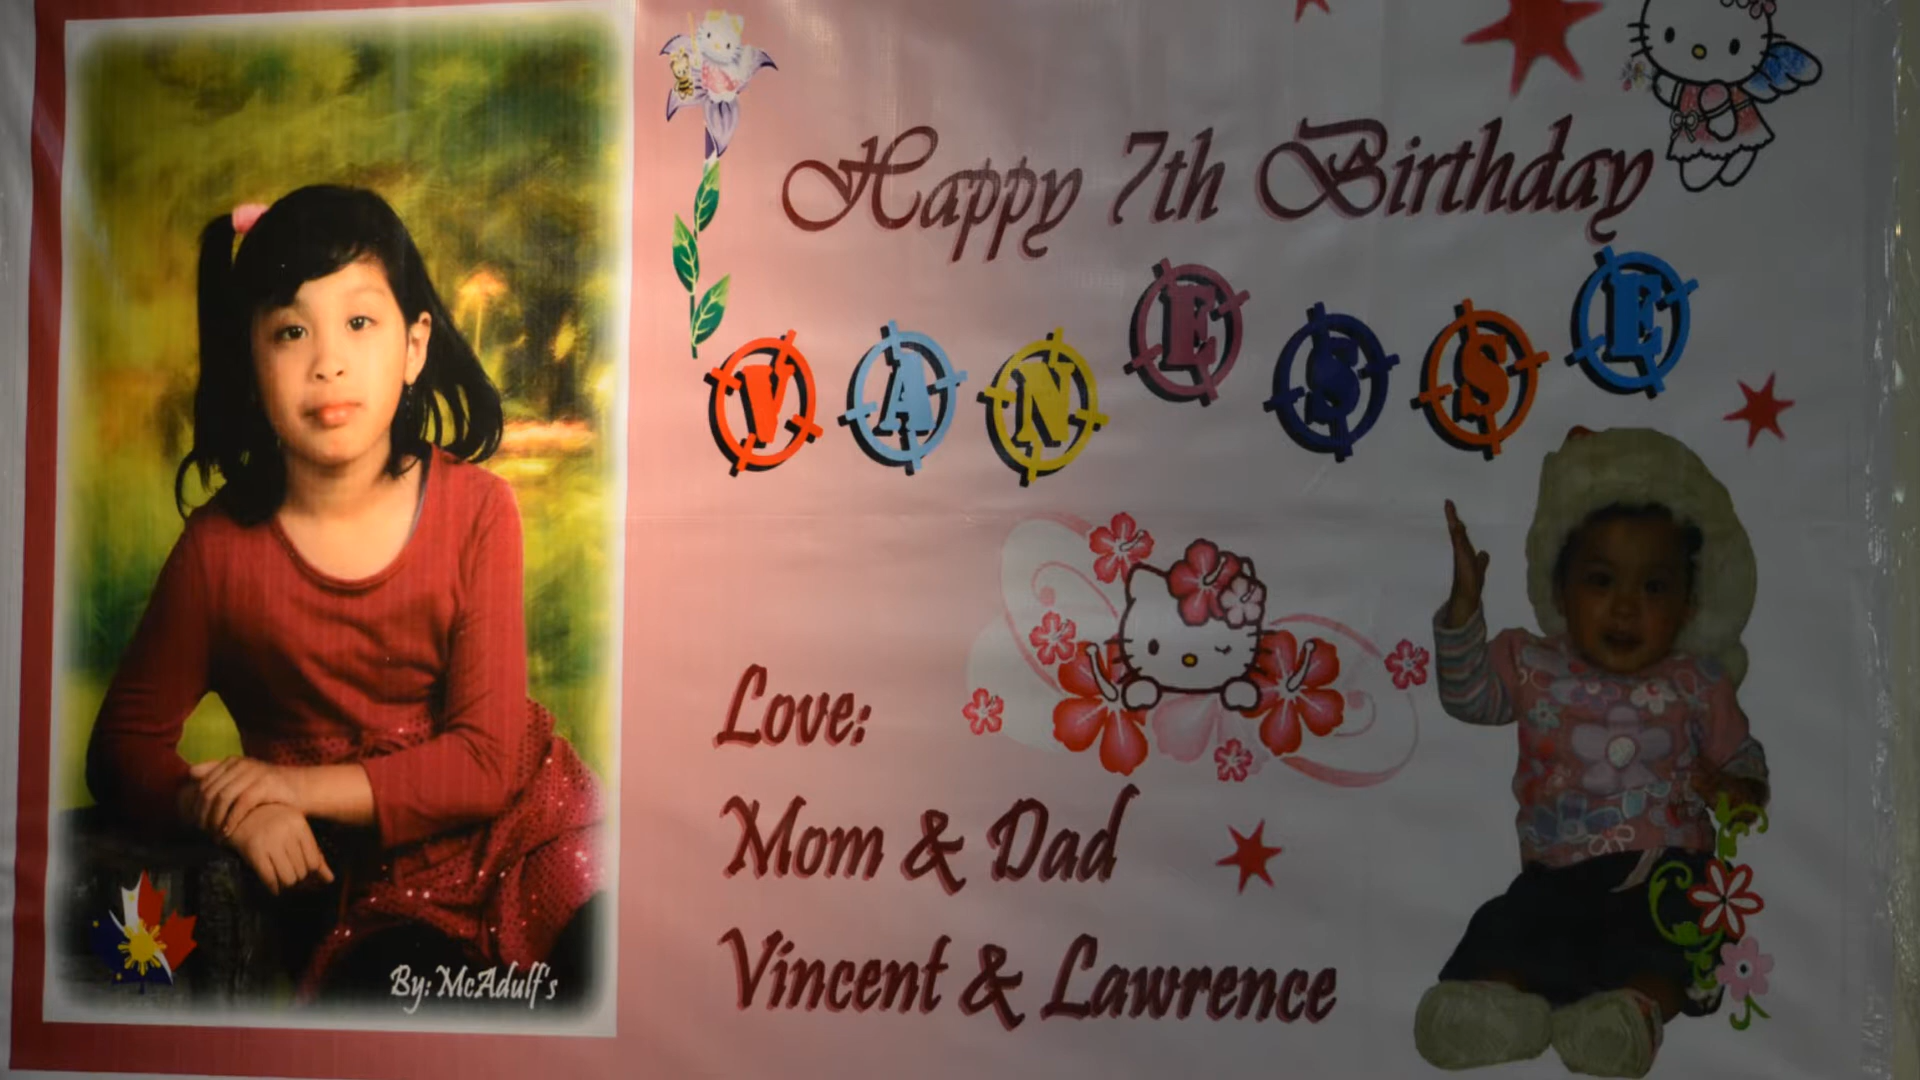 Happy 7th Birthday
VANESSE
Love:
Mom & Dad
Vincent & Lawrence
By: McAdulf's